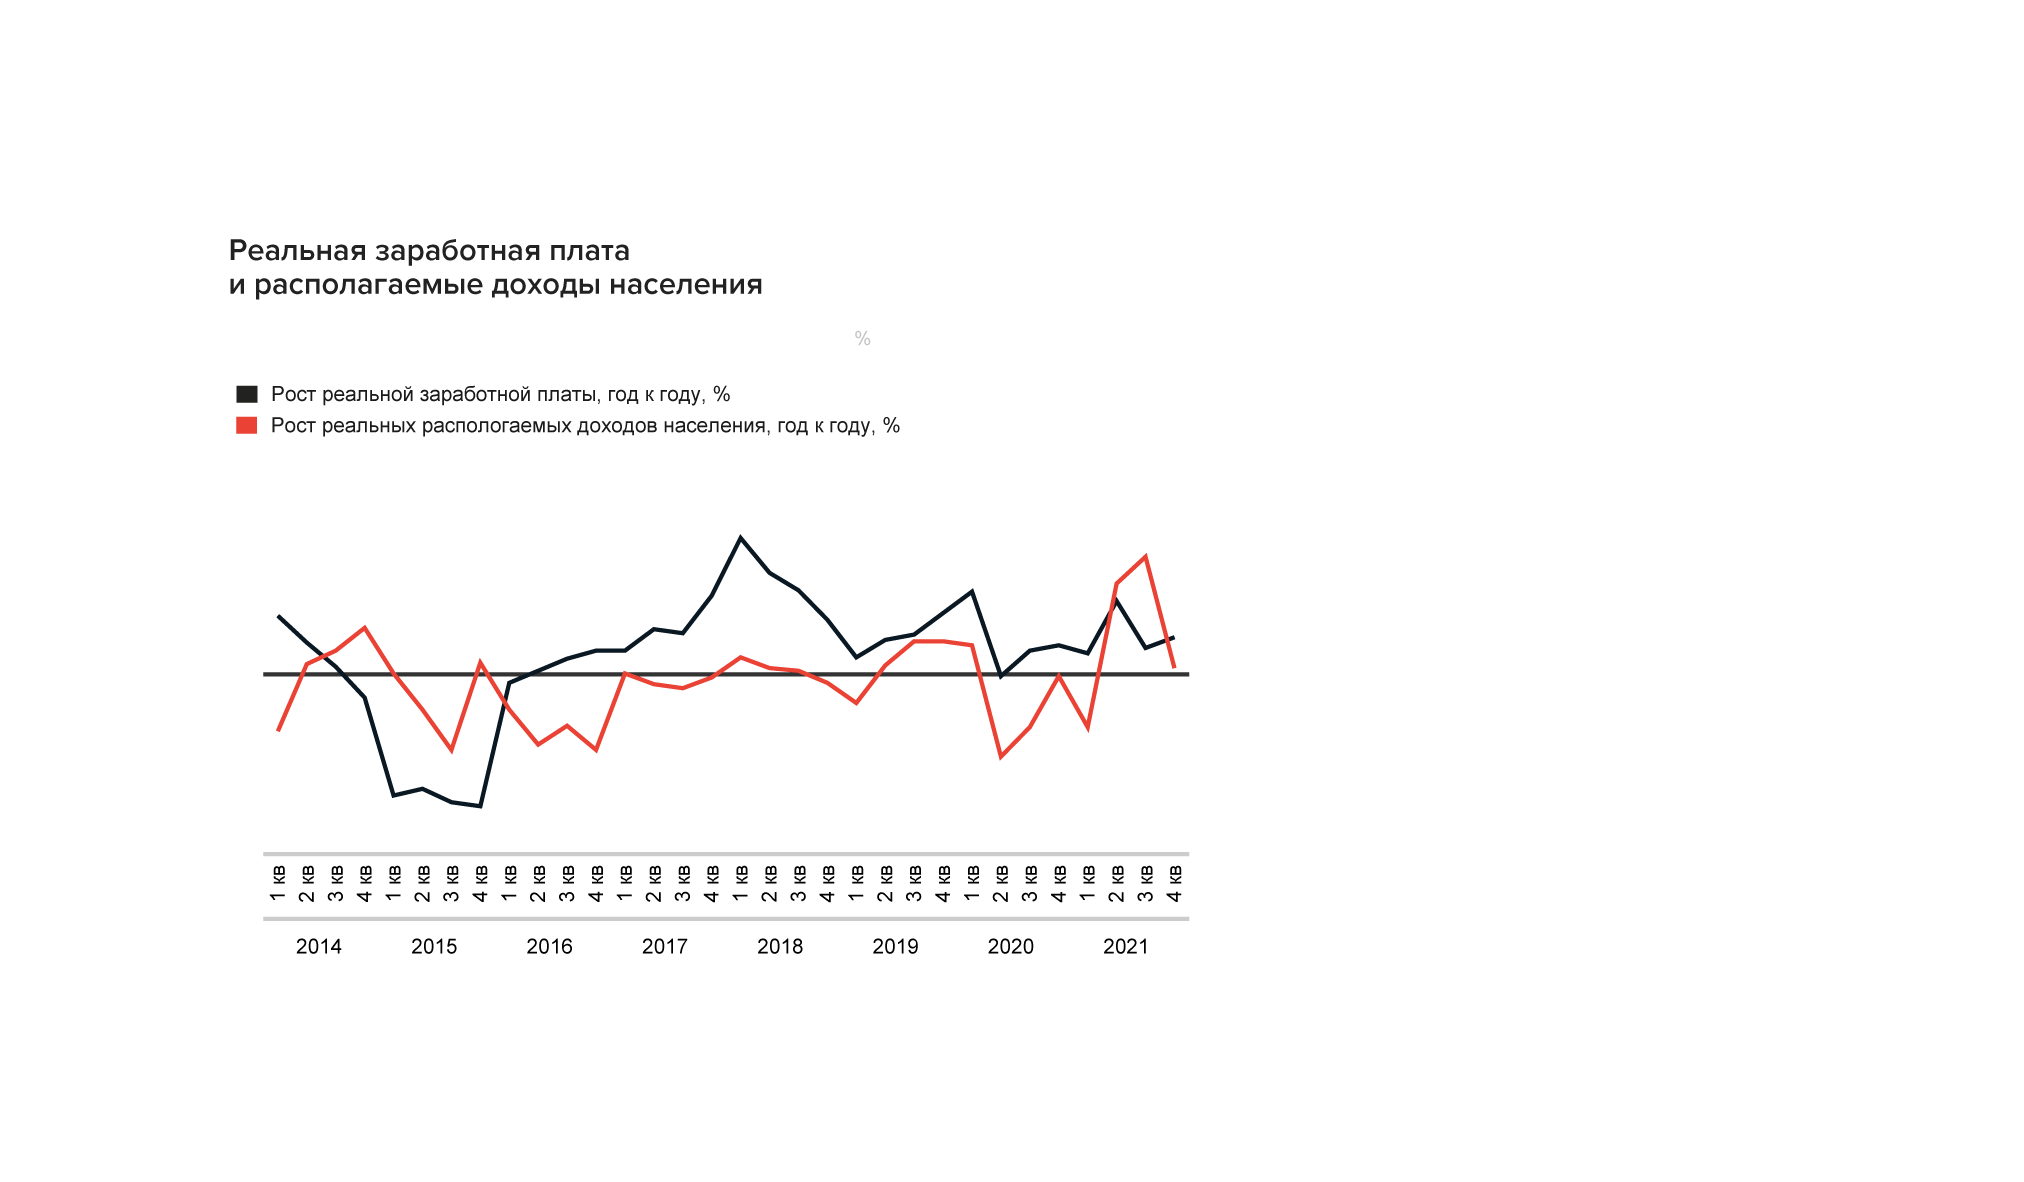 Реальная заработная плата
и располагаемые доходы населения
%
Рост реальной заработной платы, год к году, %
Рост реальных распологаемых доходов населения, год к году, %
1 кв 2 кв 3 кв 4 кв 1 кв 2 кв 3 кв 4 кв 1 кв 2 кв 3 кв 4 кв 1 кв 2 кв 3 кв 4 кв 1 кв 2 кв 3 кв 4 кв 1 кв 2 кв 3 кв 4 кв 1 кв 2 кв 3 кв 4 кв 1 кв 2 кв 3 кв 4 кв
2014 2015 2016 2017 2018 2019 2020 2021